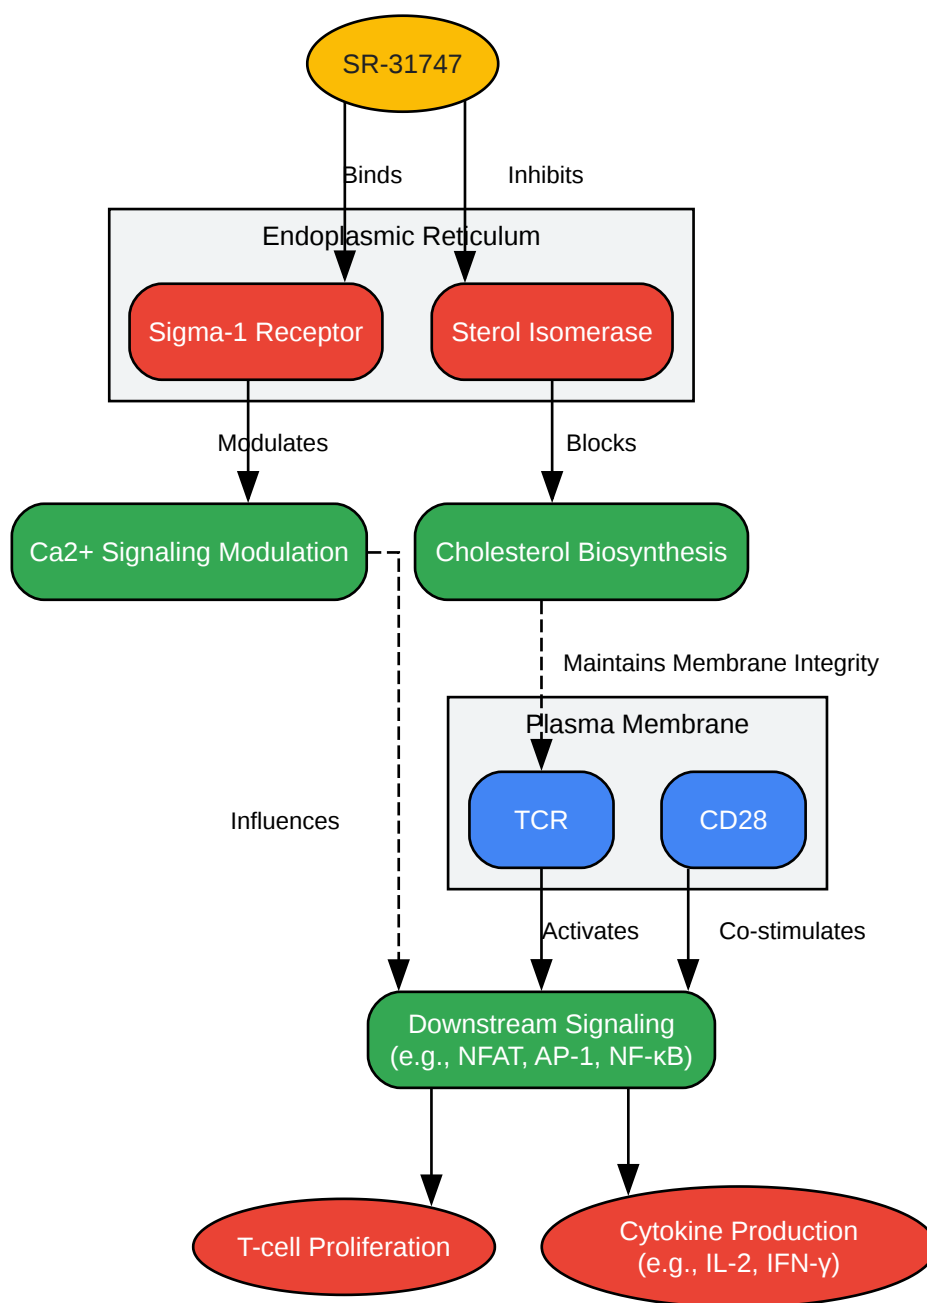 SR-31747
Binds
Inhibits
Endoplasmic Reticulum
Sigma-1 Receptor
Sterol Isomerase
Modulates
Blocks
Ca2+ Signaling Modulation
Cholesterol Biosynthesis
Maintains Membrane Integrity
Plasma Membrane
TCR
CD28
Influences
Activates
Co-stimulates
Downstream Signaling
(e.g., NFAT, AP-1, NF-κB)
T-cell Proliferation
Cytokine Production
(e.g., IL-2, IFN-γ)